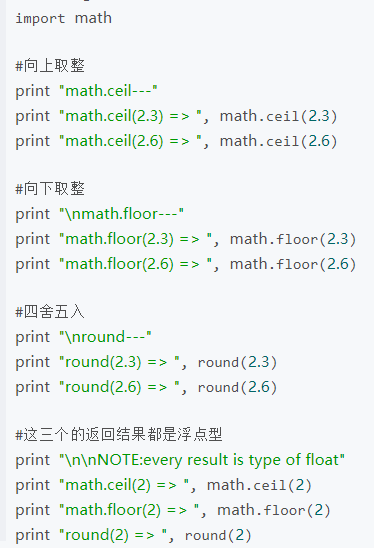 import math
#向上取整
print "math.ceil---"
print "math.ceil(2.3) => ", math.ceil(2.3)
print "math.ceil(2.6) => ", math.ceil(2.6)
#向下取整
print "\nmath.floor---"
print "math.floor(2.3) => ", math.floor(2.3)
print "math.floor(2.6) => ", math.floor(2.6)
#四舍五入
print "\nround---"
print "round(2.3) => ", round(2.3)
print "round(2.6) => ", round(2.6)
#这三个的返回结果都是浮点型
print "\n\nNOTE:every result is type of float"
print "math.ceil(2) => ", math.ceil(2)
print "math.floor(2) => ", math.floor(2)
print "round(2) => ", round(2)